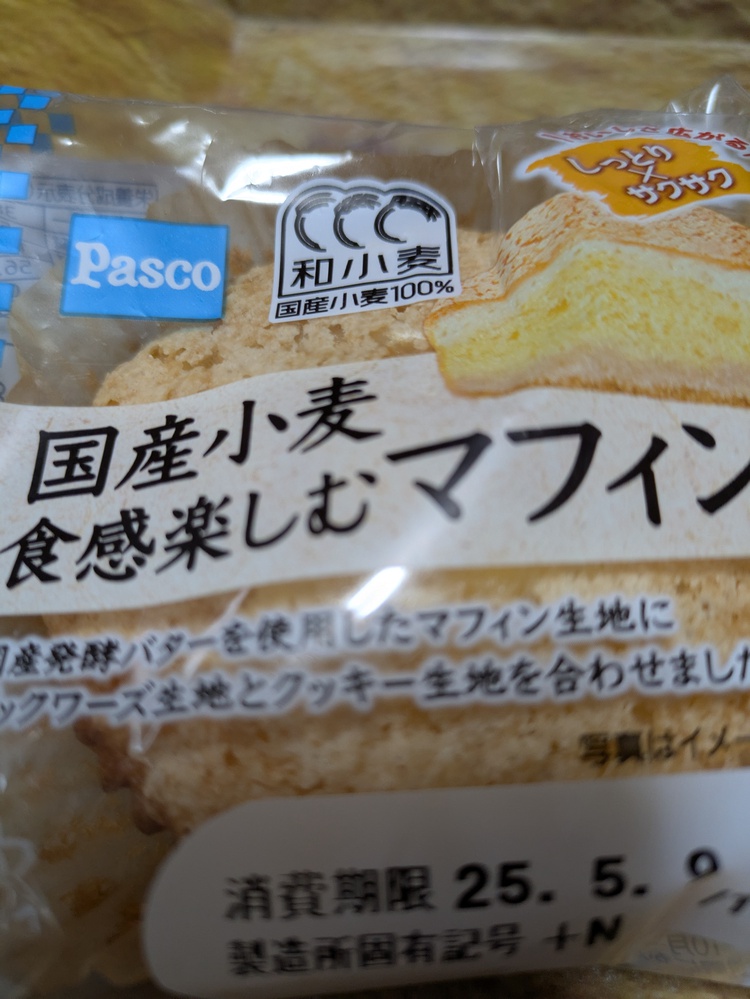 しっとり
×
サクサク
Pasco
和小麦
国産小麦100%
国産小麦
食感楽しむマフィン
産発酵バターを使用したマフィン生地に
ックワーズ生地とクッキー生地を合わせました
写真はイメー
消費期限 25. 5. 9
製造所固有記号 +N